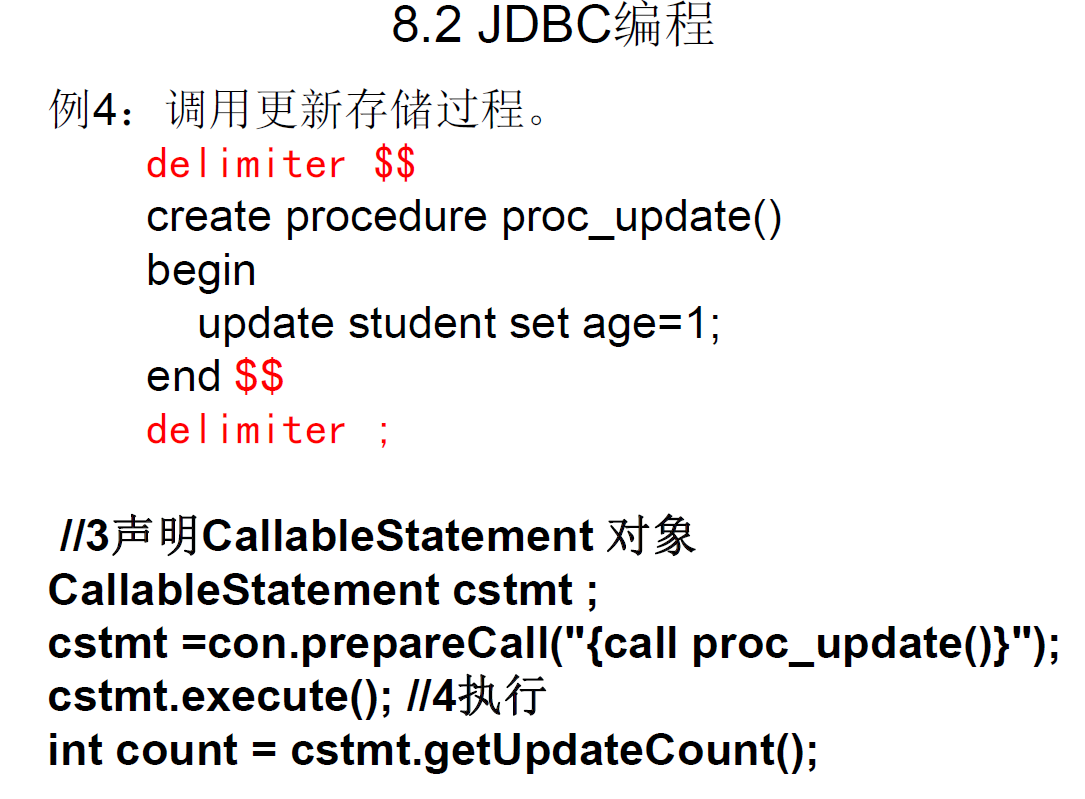 8.2 JDBC编程
例4：调用更新存储过程。
delimiter $$
create procedure proc_update()
begin
update student set age=1;
end $$
delimiter ;
//3声明CallableStatement 对象
CallableStatement cstmt ;
cstmt =con.prepareCall("{call proc_update()}");
cstmt.execute(); //4执行
int count = cstmt.getUpdateCount();